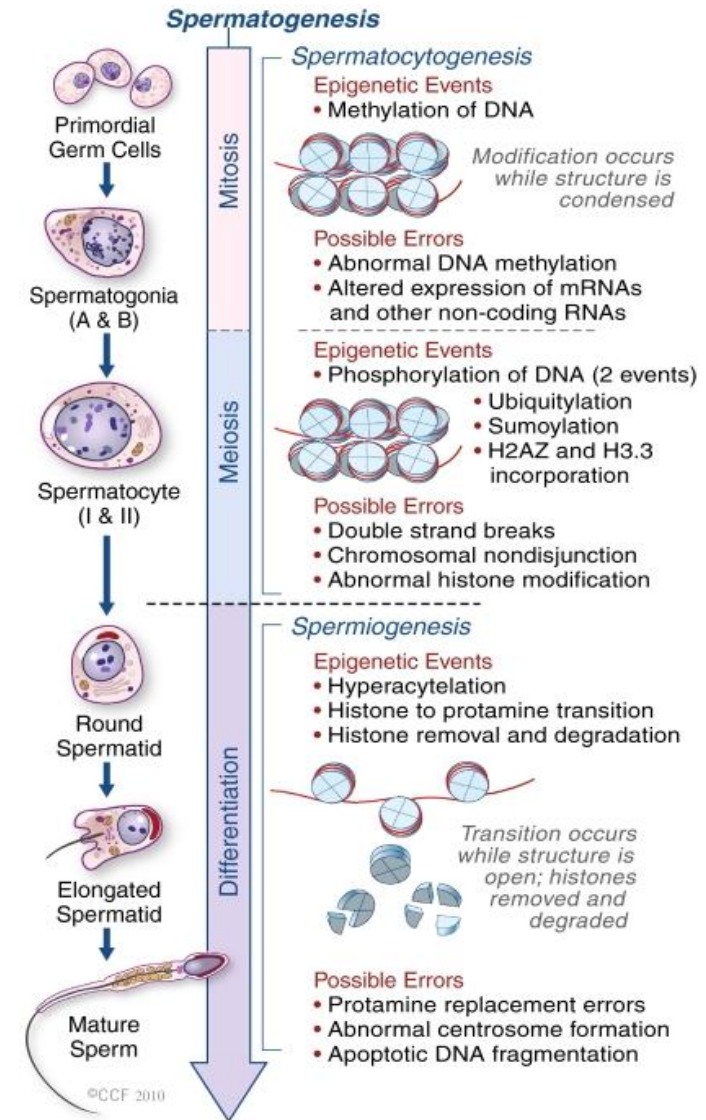 Spermatogenesis
Primordial
Germ Cells
Spermatogonia
(A & B)
Spermatocyte
(I & II)
Round
Spermatid
Elongated
Spermatid
Mature
Sperm
©CCF 2010
Mitosis
Meiosis
Differentiation
Spermatocytogenesis
Epigenetic Events
• Methylation of DNA
Modification occurs
while structure is
condensed
Possible Errors
• Abnormal DNA methylation
• Altered expression of mRNAs
and other non-coding RNAs
Epigenetic Events
• Phosphorylation of DNA (2 events)
• Ubiquitylation
• Sumoylation
• H2AZ and H3.3
incorporation
Possible Errors
• Double strand breaks
• Chromosomal nondisjunction
• Abnormal histone modification
Spermiogenesis
Epigenetic Events
• Hyperacytelation
• Histone to protamine transition
• Histone removal and degradation
Transition occurs
while structure is
open; histones
removed and
degraded
Possible Errors
• Protamine replacement errors
• Abnormal centrosome formation
• Apoptotic DNA fragmentation